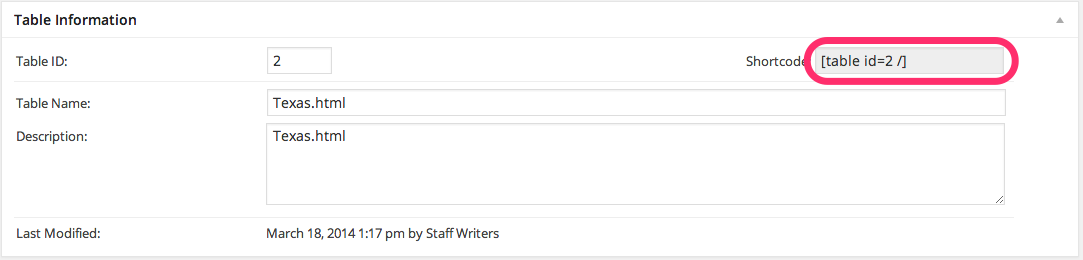 Table Information
Table ID: 2 Shortcode [table id=2 /]
Table Name: Texas.html
Description: Texas.html
Last Modified: March 18, 2014 1:17 pm by Staff Writers